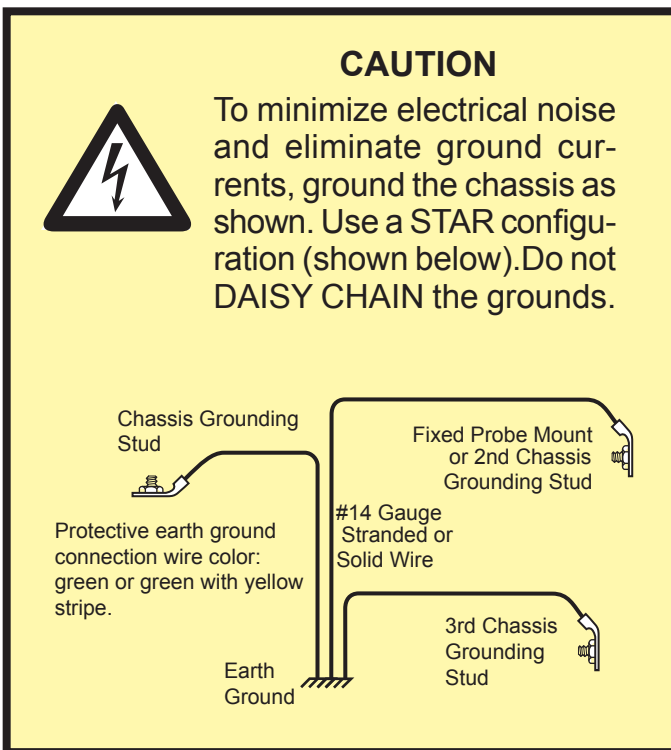 CAUTION
To minimize electrical noise
and eliminate ground cur-
rents, ground the chassis as
shown. Use a STAR configu-
ration (shown below).Do not
DAISY CHAIN the grounds.
Chassis Grounding
Stud
Fixed Probe Mount
or 2nd Chassis
Grounding Stud
Protective earth ground
connection wire color:
green or green with yellow
stripe.
#14 Gauge
Stranded or
Solid Wire
3rd Chassis
Grounding
Stud
Earth
Ground